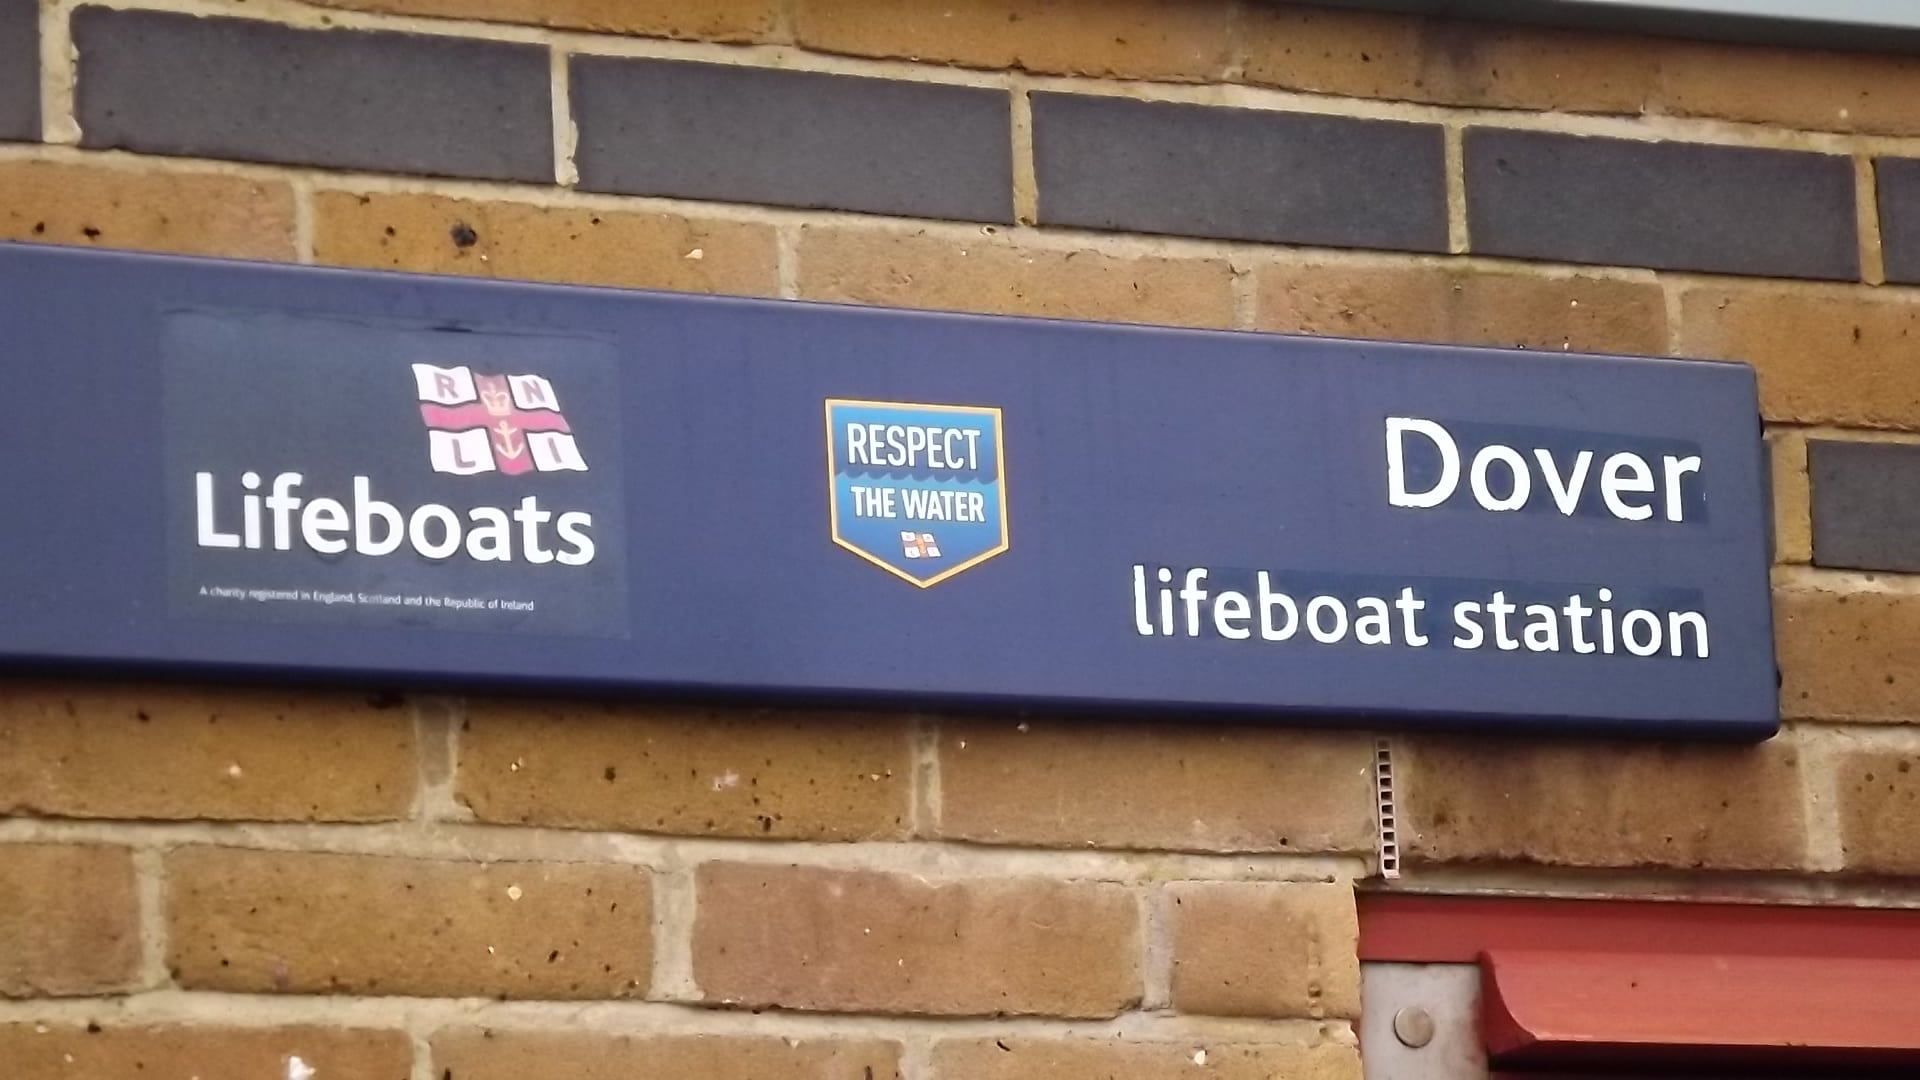 R N
L I
Lifeboats
A charity registered in England, Scotland and the Republic of Ireland
RESPECT
THE WATER
R N
L I
Dover
lifeboat station